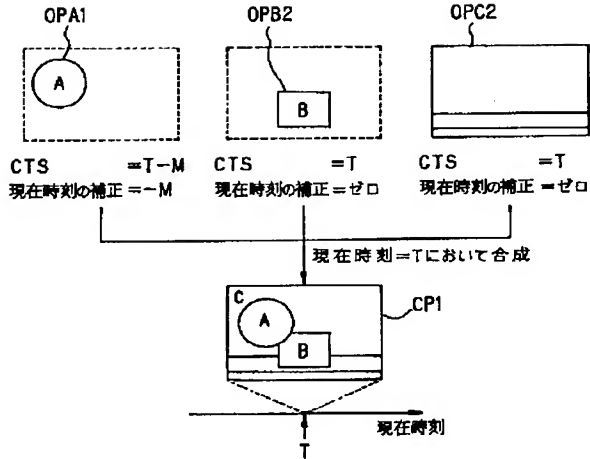 OPA1
OPB2
OPC2
A
B
CTS =T-M
現在時刻の補正=-M
CTS =T
現在時刻の補正=ゼロ
CTS =T
現在時刻の補正=ゼロ
現在時刻=Tにおいて合成
C
A
B
CP1
現在時刻
T